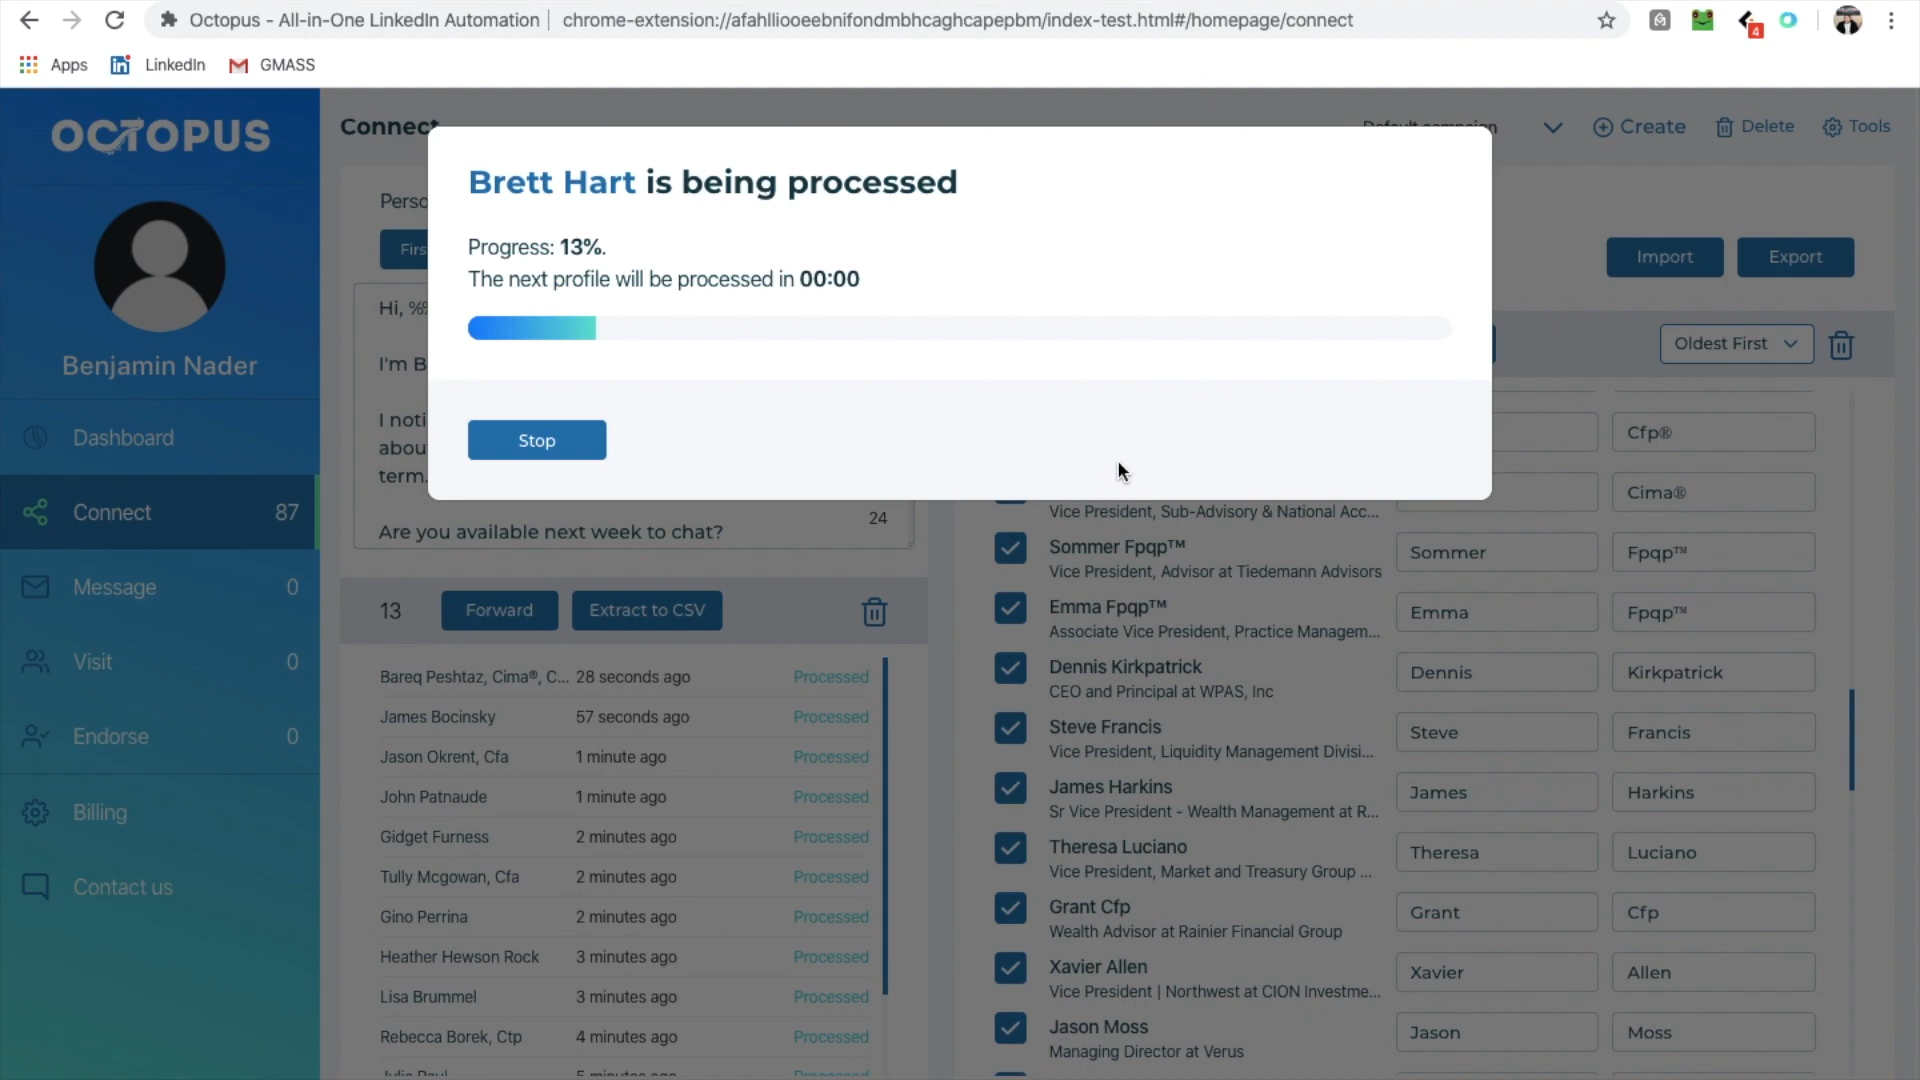 Octopus - All-in-One LinkedIn Automation
chrome-extension://afahlliooeebnifondmbhcaghcapepbm/index-test.html#/homepage/connect
4
Apps
LinkedIn
GMASS
OCTOPUS
Benjamin Nader
Dashboard
Connect 87
Message 0
Visit 0
Endorse 0
Billing
Contact us
Connect
Default campaign
Create
Delete
Tools
Brett Hart is being processed
Progress: 13%.
The next profile will be processed in 00:00
Stop
Perso
Firs
Import
Export
Oldest First
Hi, %
I'm B
I noti
abou
term.
Are you available next week to chat?
24
13
Forward
Extract to CSV
Bareq Peshtaz, Cima®, C... 28 seconds ago Processed
James Bocinsky 57 seconds ago Processed
Jason Okrent, Cfa 1 minute ago Processed
John Patnaude 1 minute ago Processed
Gidget Furness 2 minutes ago Processed
Tully Mcgowan, Cfa 2 minutes ago Processed
Gino Perrina 2 minutes ago Processed
Heather Hewson Rock 3 minutes ago Processed
Lisa Brummel 3 minutes ago Processed
Rebecca Borek, Ctp 4 minutes ago Processed
Cfp®
Cima®
Vice President, Sub-Advisory & National Acc...
Sommer Fpqp™ Sommer Fpqp™
Vice President, Advisor at Tiedemann Advisors
Emma Fpqp™ Emma Fpqp™
Associate Vice President, Practice Managem...
Dennis Kirkpatrick Dennis Kirkpatrick
CEO and Principal at WPAS, Inc
Steve Francis Steve Francis
Vice President, Liquidity Management Divisi...
James Harkins James Harkins
Sr Vice President - Wealth Management at R...
Theresa Luciano Theresa Luciano
Vice President, Market and Treasury Group ...
Grant Cfp Grant Cfp
Wealth Advisor at Rainier Financial Group
Xavier Allen Xavier Allen
Vice President | Northwest at CION Investme...
Jason Moss Jason Moss
Managing Director at Verus